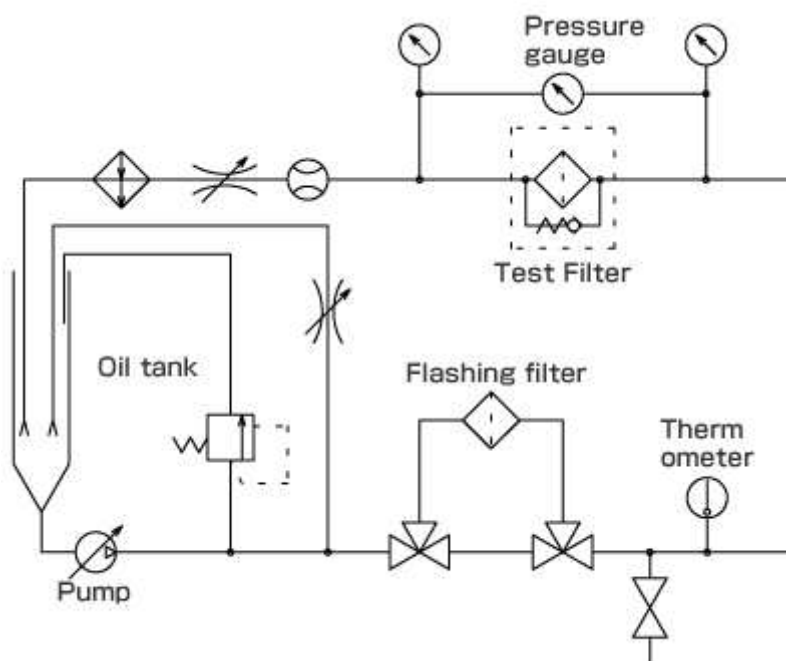 Pressure
gauge
Test Filter
Oil tank
Flashing filter
Therm
ometer
Pump